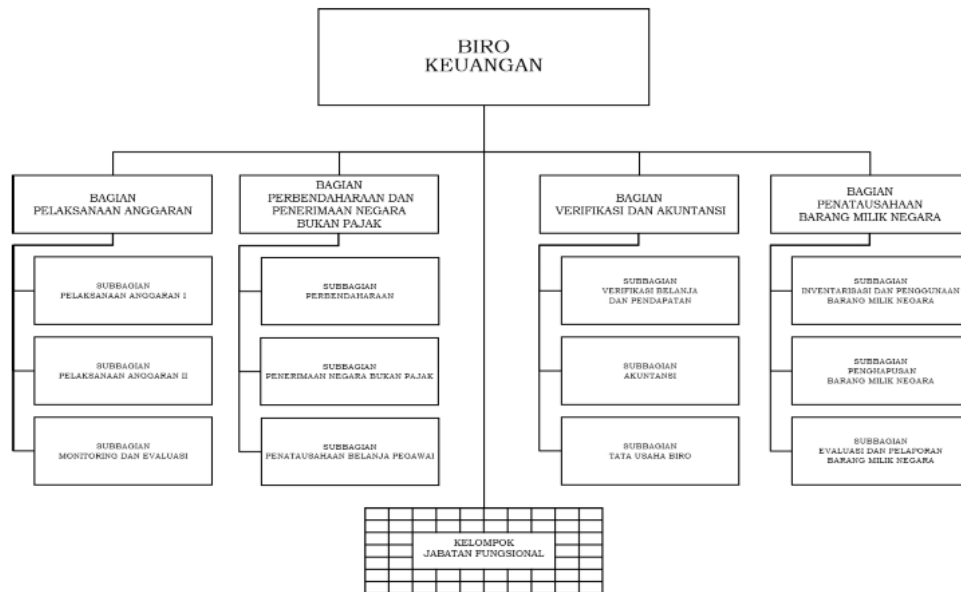 BIRO
KEUANGAN
BAGIAN
PELAKSANAAN ANGGARAN
BAGIAN
PERBENDAHARAAN DAN
PENERIMAAN NEGARA
BUKAN PAJAK
BAGIAN
VERIFIKASI DAN AKUNTANSI
BAGIAN
PENATAUSAHAAN
BARANG MILIK NEGARA
SUBBAGIAN
PELAKSANAAN ANGGARAN I
SUBBAGIAN
PERBENDAHARAAN
SUBBAGIAN
VERIFIKASI BELANJA
DAN PENDAPATAN
SUBBAGIAN
INVENTARISASI DAN PENGGUNAAN
BARANG MILIK NEGARA
SUBBAGIAN
PELAKSANAAN ANGGARAN II
SUBBAGIAN
PENERIMAAN NEGARA BUKAN PAJAK
SUBBAGIAN
AKUNTANSI
SUBBAGIAN
PENGHAPUSAN
BARANG MILIK NEGARA
SUBBAGIAN
MONITORING DAN EVALUASI
SUBBAGIAN
PENATAUSAHAAN BELANJA PEGAWAI
SUBBAGIAN
TATA USAHA BIRO
SUBBAGIAN
EVALUASI DAN PELAPORAN
BARANG MILIK NEGARA
KELOMPOK
JABATAN FUNGSIONAL